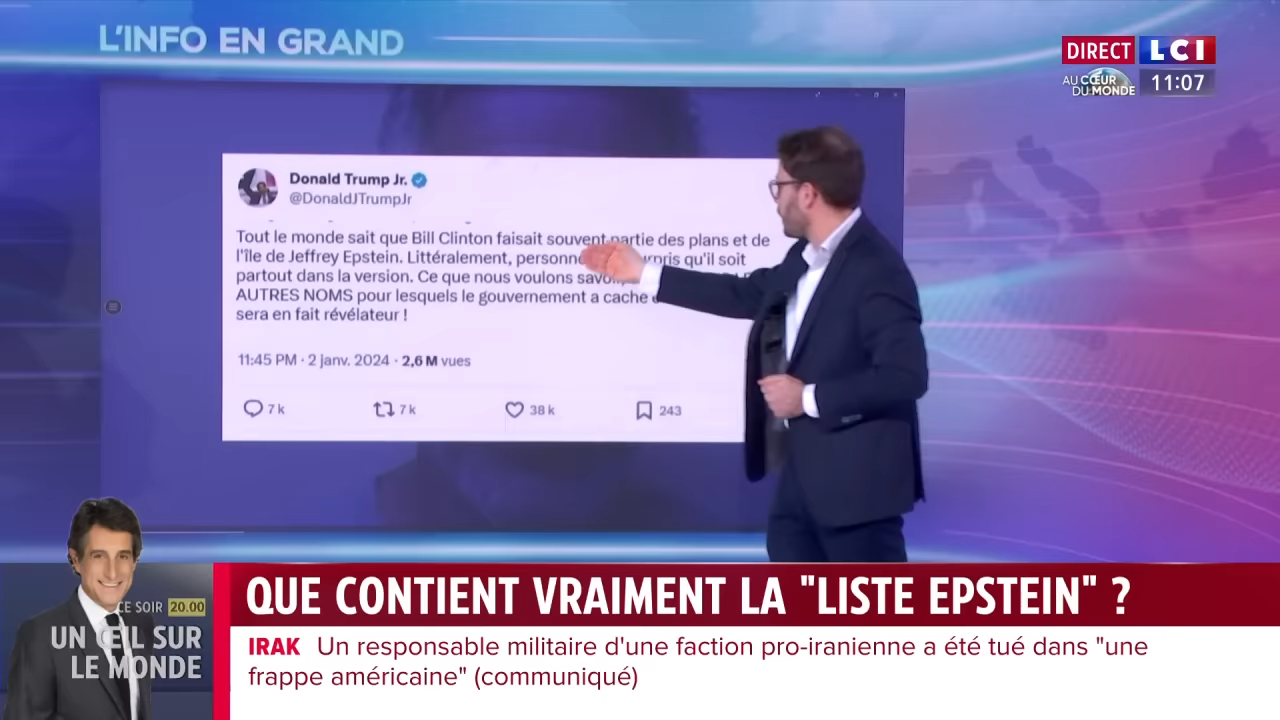 L'INFO EN GRAND
DIRECT LCI
AU CŒUR
DU MONDE
11:07
Donald Trump Jr.
@DonaldJTrumpJr
Tout le monde sait que Bill Clinton faisait souvent partie des plans et de
l'île de Jeffrey Epstein. Littéralement, personne qu'il soit
partout dans la version. Ce que nous voulons
AUTRES NOMS pour lesquels le gouvernement a caché
sera en fait révélateur !
11:45 PM · 2 janv. 2024 · 2,6 M vues
7 k 7 k 38 k 243
CE SOIR 20.00
UN ŒIL SUR
LE MONDE
QUE CONTIENT VRAIMENT LA "LISTE EPSTEIN" ?
IRAK Un responsable militaire d'une faction pro-iranienne a été tué dans "une
frappe américaine" (communiqué)